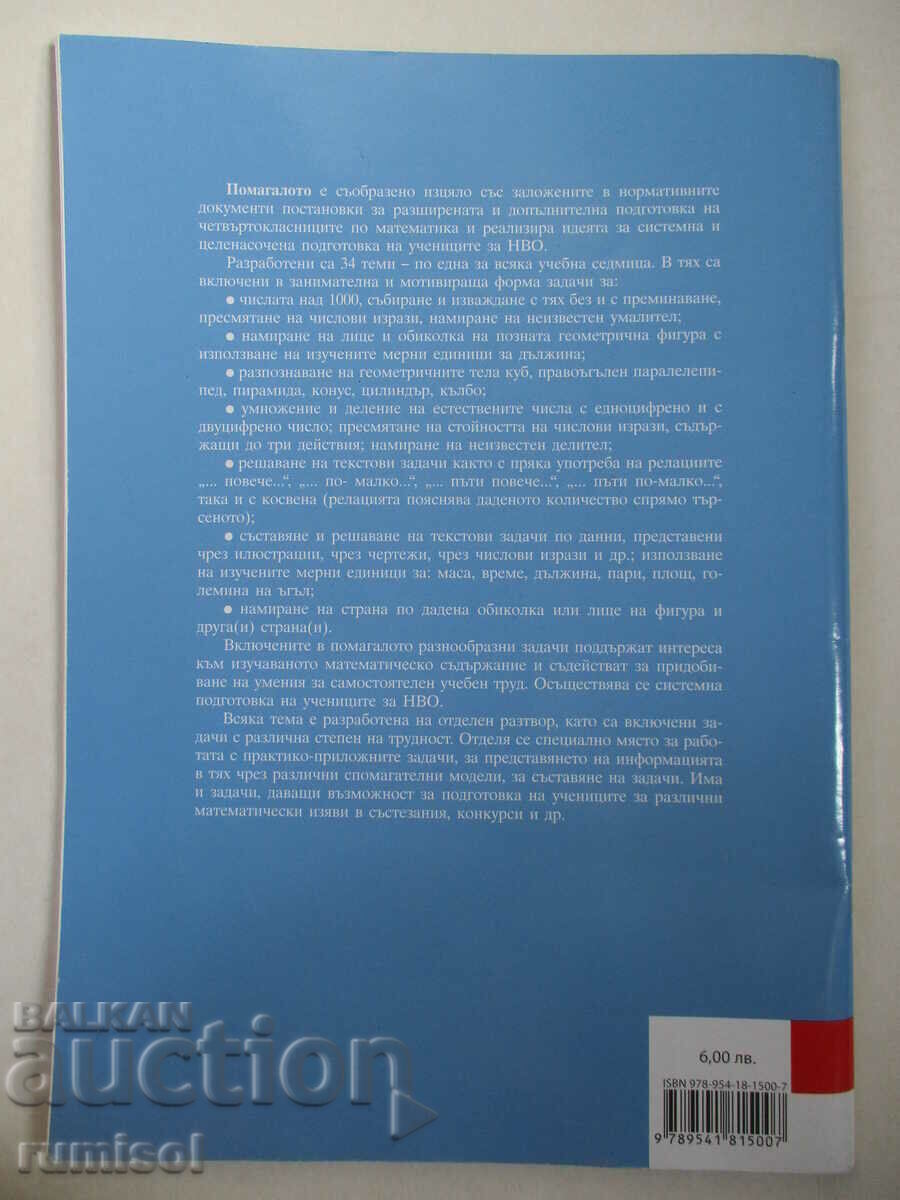 Помагалото е съобразено изцяло със заложените в нормативните
документи постановки за разширената и допълнителна подготовка на
четвъртокласниците по математика и реализира идеята за системна и
целенасочена подготовка на учениците за НВО.
Разработени са 34 теми – по една за всяка учебна седмица. В тях са
включени в занимателна и мотивираща форма задачи за:
● числата над 1000, събиране и изваждане с тях без и с преминаване,
пресмятане на числови изрази, намиране на неизвестен умалител;
● намиране на лице и обиколка на позната геометрична фигура с
използване на изучените мерни единици за дължина;
● разпознаване на геометричните тела куб, правоъгълен паралелепи-
пед, пирамида, конус, цилиндър, кълбо;
● умножение и деление на естествените числа с едноцифрено и с
двуцифрено число; пресмятане на стойността на числови изрази, съдър-
жащи до три действия; намиране на неизвестен делител;
● решаване на текстови задачи както с пряка употреба на релациите
„... повече...“, „... по- малко...“, „... пъти повече...“, „... пъти по-малко...“,
така и с косвена (релацията пояснява даденото количество спрямо тър-
сеното);
● съставяне и решаване на текстови задачи по данни, представени
чрез илюстрации, чрез чертежи, чрез числови изрази и др.; използване
на изучените мерни единици за: маса, време, дължина, пари, площ, го-
лемина на ъгъл;
● намиране на страна по дадена обиколка или лице на фигура и
друга(и) страна(и).
Включените в помагалото разнообразни задачи поддържат интереса
към изучаваното математическо съдържание и съдействат за придоби-
ване на умения за самостоятелен учебен труд. Осъществява се системна
подготовка на учениците за НВО.
Всяка тема е разработена на отделен разтвор, като са включени за-
дачи с различна степен на трудност. Отделя се специално място за рабо-
тата с практико-приложните задачи, за представянето на информацията
в тях чрез различни спомагателни модели, за съставяне на задачи. Има
и задачи, даващи възможност за подготовка на учениците за различни
математически изяви в състезания, конкурси и др.
6,00 лв.
ISBN 978-954-18-1500-7
9 789541 815007
BALKAN
auction
rumisol